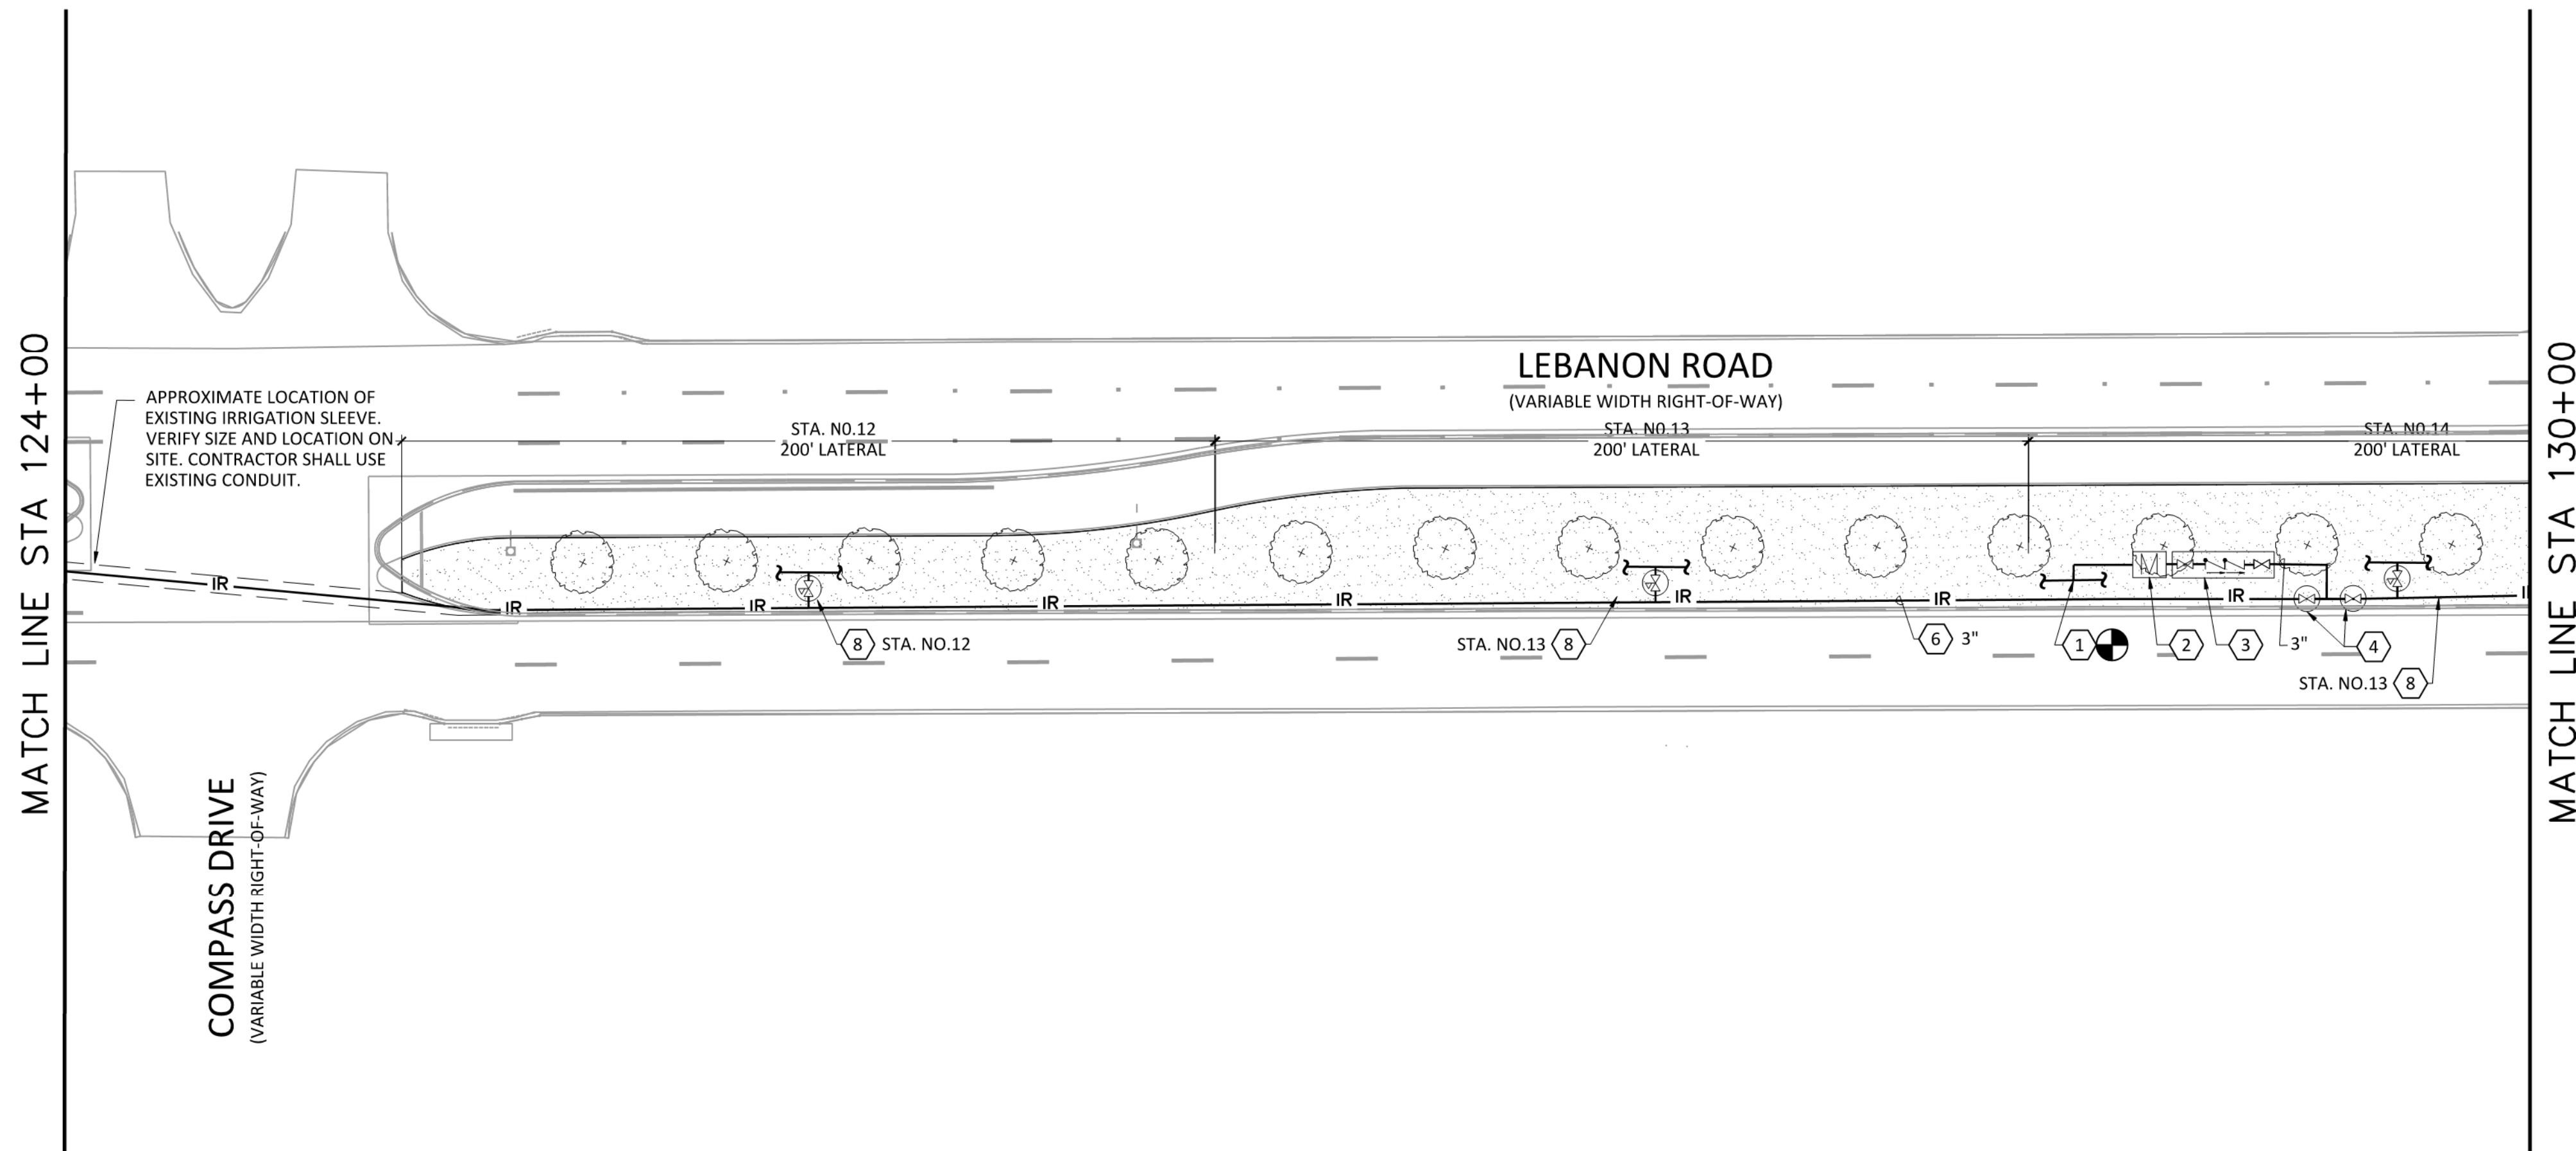 MATCH LINE STA 124+00
APPROXIMATE LOCATION OF
EXISTING IRRIGATION SLEEVE.
VERIFY SIZE AND LOCATION ON
SITE. CONTRACTOR SHALL USE
EXISTING CONDUIT.
LEBANON ROAD
(VARIABLE WIDTH RIGHT-OF-WAY)
STA. N0.12
200' LATERAL
STA. N0.13
200' LATERAL
STA. N0.14
200' LATERAL
IR
IR
IR
IR
IR
IR
IR
IR
8 STA. NO.12
STA. NO.13 8
6 3"
1
2
3
3"
4
STA. NO.13 8
COMPASS DRIVE
(VARIABLE WIDTH RIGHT-OF-WAY)
MATCH LINE STA 130+00